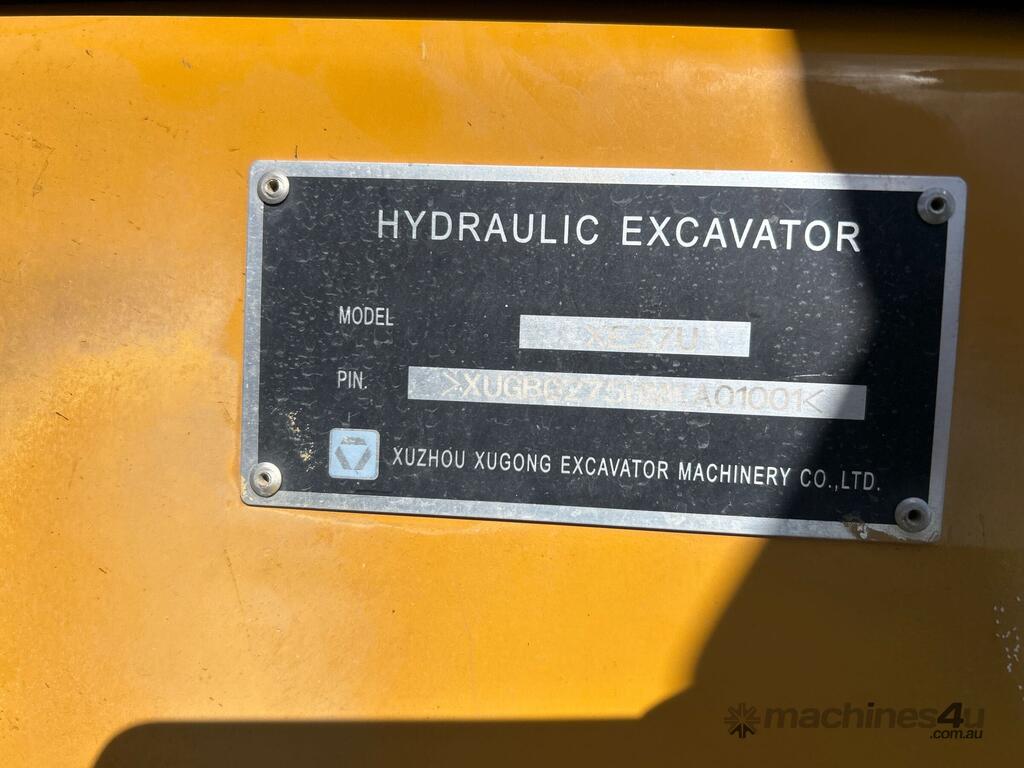 HYDRAULIC EXCAVATOR
MODEL XE27U
PIN.
XUZHOU XUGONG EXCAVATOR MACHINERY CO.,LTD.
machines4u
.com.au